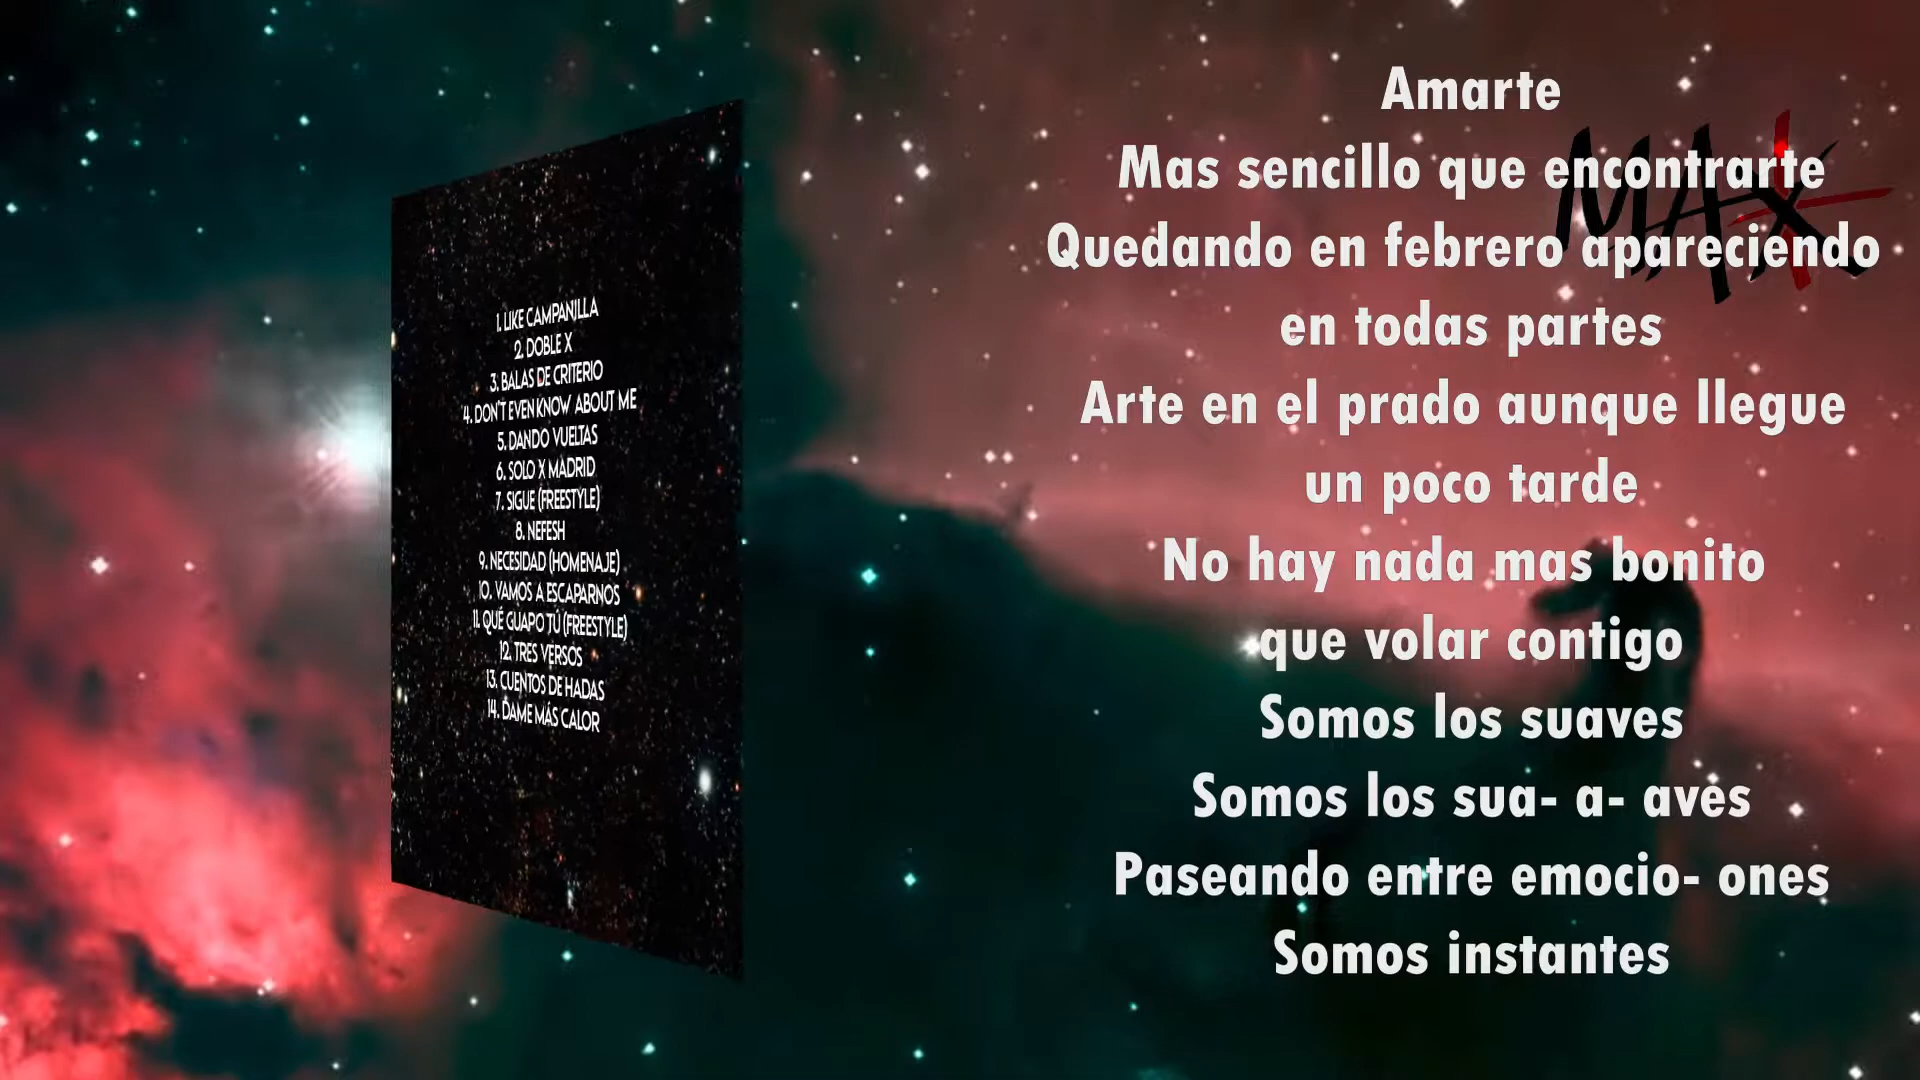 1. LIKE CAMPANILLA
2. DOBLE X
3. BALAS DE CRITERIO
4. DON'T EVEN KNOW ABOUT ME
5. DANDO VUELTAS
6. SOLO X MADRID
7. SIGUE (FREESTYLE)
8. NEFESH
9. NECESIDAD (HOMENAJE)
10. VAMOS A ESCAPARNOS
11. QUÉ GUAPO TÚ (FREESTYLE)
12. TRES VERSOS
13. CUENTOS DE HADAS
14. DAME MÁS CALOR
MAX
Amarte
Mas sencillo que encontrarte
Quedando en febrero apareciendo
en todas partes
Arte en el prado aunque llegue
un poco tarde
No hay nada mas bonito
que volar contigo
Somos los suaves
Somos los sua- a- aves
Paseando entre emocio- ones
Somos instantes